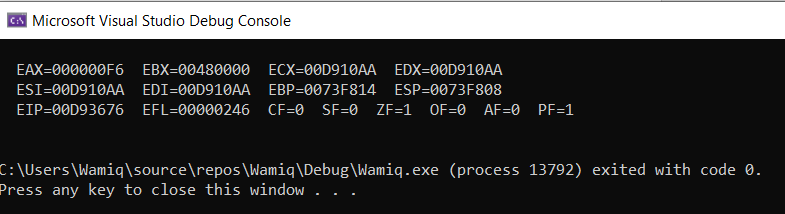 Microsoft Visual Studio Debug Console
EAX=000000F6 EBX=00480000 ECX=00D910AA EDX=00D910AA
ESI=00D910AA EDI=00D910AA EBP=0073F814 ESP=0073F808
EIP=00D93676 EFL=00000246 CF=0 SF=0 ZF=1 OF=0 AF=0 PF=1
C:\Users\Wamiq\source\repos\Wamiq\Debug\Wamiq.exe (process 13792) exited with code 0.
Press any key to close this window . . .